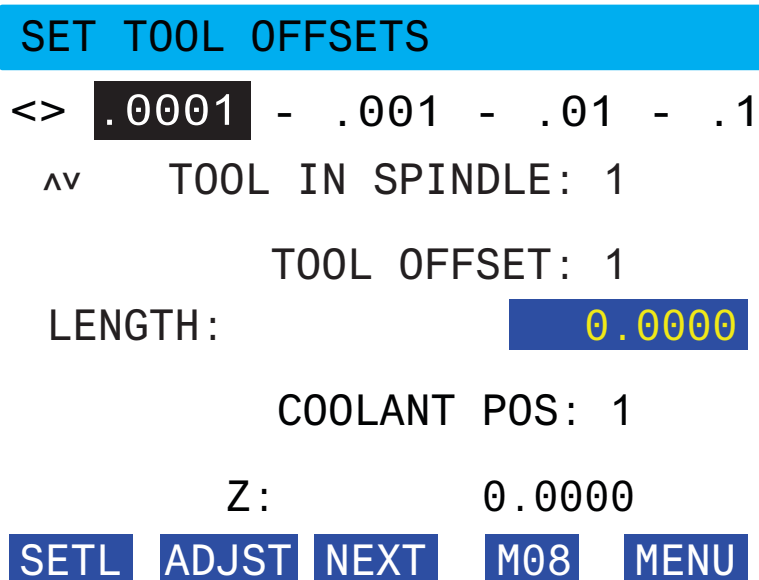 SET TOOL OFFSETS
<> .0001 - .001 - .01 - .1
˄˅ TOOL IN SPINDLE: 1
TOOL OFFSET: 1
LENGTH: 0.0000
COOLANT POS: 1
Z: 0.0000
SETL ADJST NEXT M08 MENU